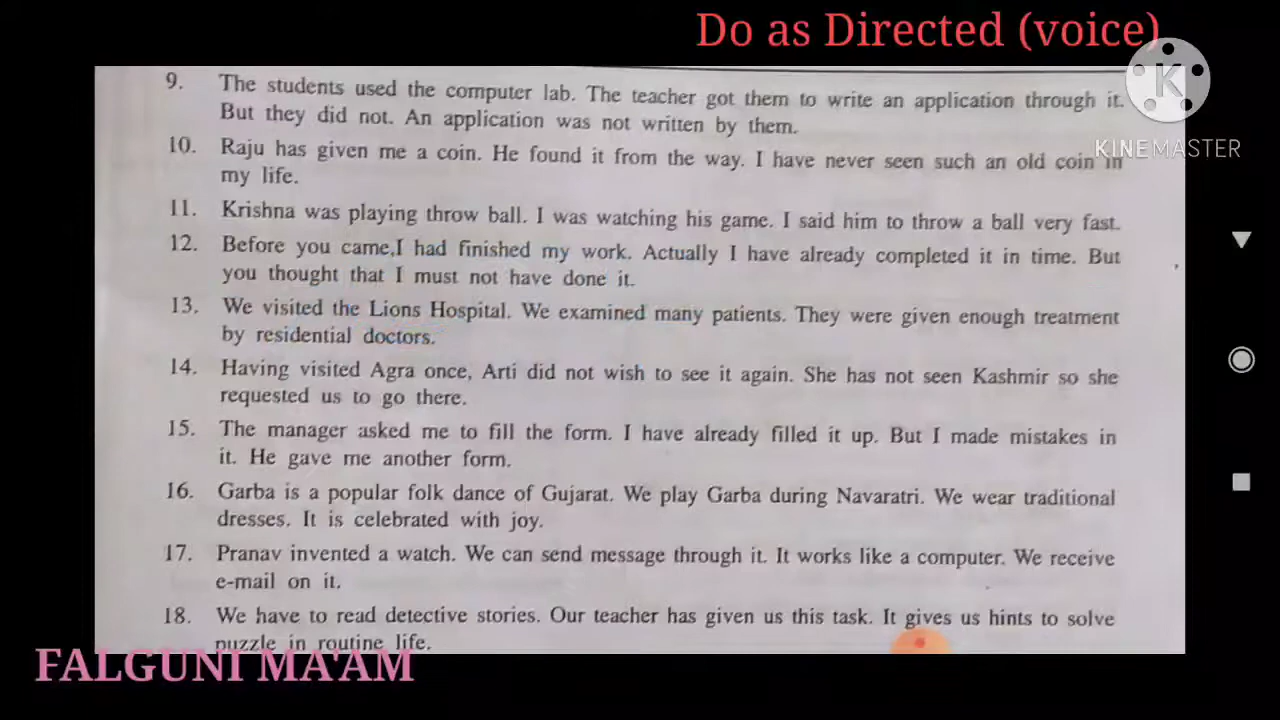 Do as Directed (voice)
K
KINEMASTER
9. The students used the computer lab. The teacher got them to write an application through it.
But they did not. An application was not written by them.
10. Raju has given me a coin. He found it from the way. I have never seen such an old coin in
my life.
11. Krishna was playing throw ball. I was watching his game. I said him to throw a ball very fast.
12. Before you came,I had finished my work. Actually I have already completed it in time. But
you thought that I must not have done it.
13. We visited the Lions Hospital. We examined many patients. They were given enough treatment
by residential doctors.
14. Having visited Agra once, Arti did not wish to see it again. She has not seen Kashmir so she
requested us to go there.
15. The manager asked me to fill the form. I have already filled it up. But I made mistakes in
it. He gave me another form.
16. Garba is a popular folk dance of Gujarat. We play Garba during Navaratri. We wear traditional
dresses. It is celebrated with joy.
17. Pranav invented a watch. We can send message through it. It works like a computer. We receive
e-mail on it.
18. We have to read detective stories. Our teacher has given us this task. It gives us hints to solve
puzzle in routine life.
FALGUNI MA'AM